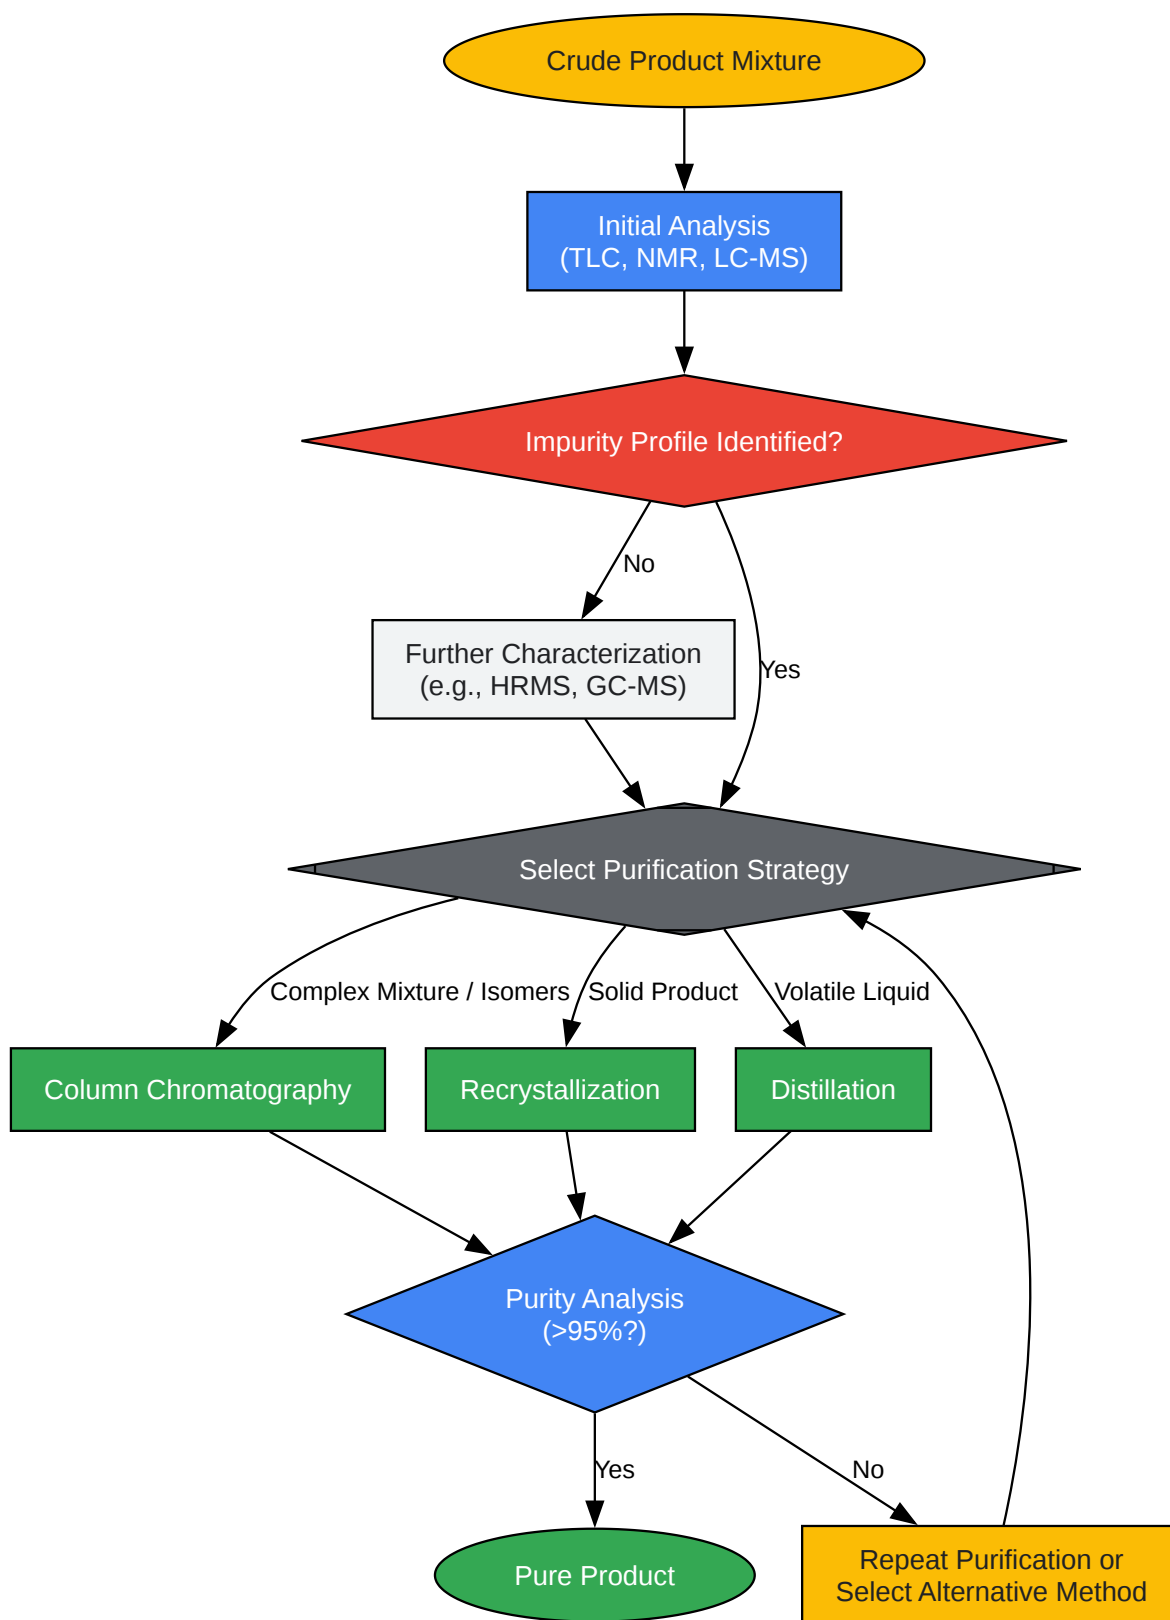 Crude Product Mixture
Initial Analysis
(TLC, NMR, LC-MS)
Impurity Profile Identified?
No
Further Characterization
(e.g., HRMS, GC-MS)
Yes
Select Purification Strategy
Complex Mixture / Isomers
Solid Product
Volatile Liquid
Column Chromatography
Recrystallization
Distillation
Purity Analysis
(>95%?)
Yes
No
Pure Product
Repeat Purification or
Select Alternative Method